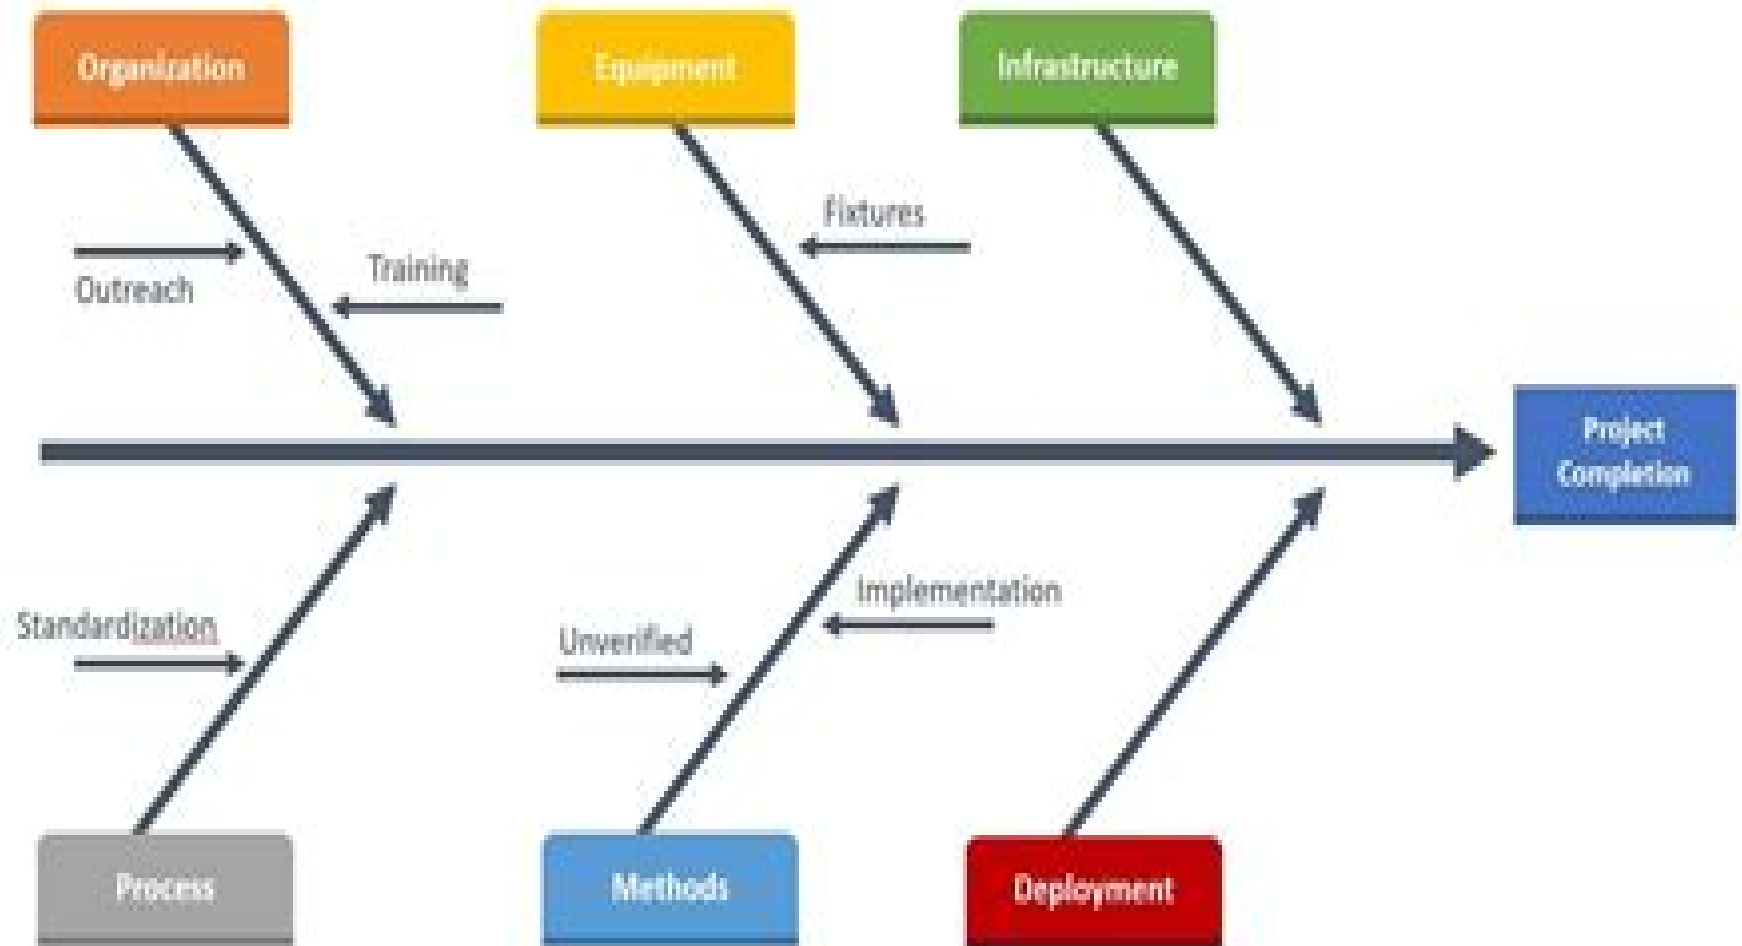 Organization
Equipment
Infrastructure
Fixtures
Training
Outreach
Project
Completion
Implementation
Standardization
Unverified
Process
Methods
Deployment